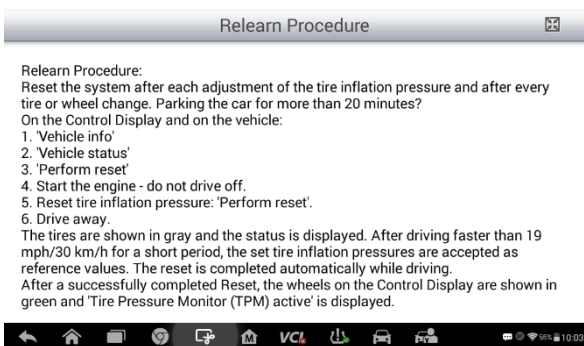 Relearn Procedure
Relearn Procedure:
Reset the system after each adjustment of the tire inflation pressure and after every
tire or wheel change. Parking the car for more than 20 minutes?
On the Control Display and on the vehicle:
1. 'Vehicle info'
2. 'Vehicle status'
3. 'Perform reset'
4. Start the engine - do not drive off.
5. Reset tire inflation pressure: 'Perform reset'.
6. Drive away.
The tires are shown in gray and the status is displayed. After driving faster than 19
mph/30 km/h for a short period, the set tire inflation pressures are accepted as
reference values. The reset is completed automatically while driving.
After a successfully completed Reset, the wheels on the Control Display are shown in
green and 'Tire Pressure Monitor (TPM) active' is displayed.
M VCI 56% 10:03